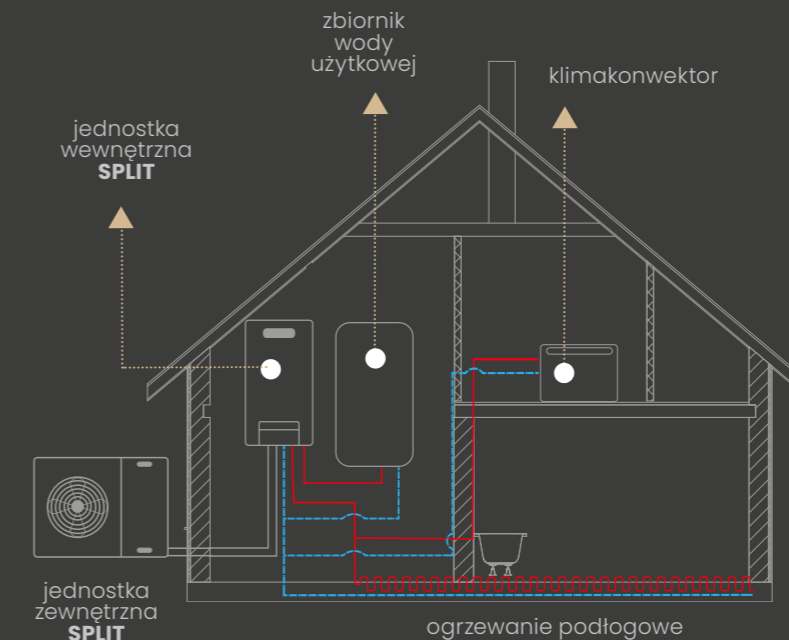 zbiornik
wody
użytkowej
klimakonwektor
jednostka
wewnętrzna
SPLIT
jednostka
zewnętrzna
SPLIT
ogrzewanie podłogowe